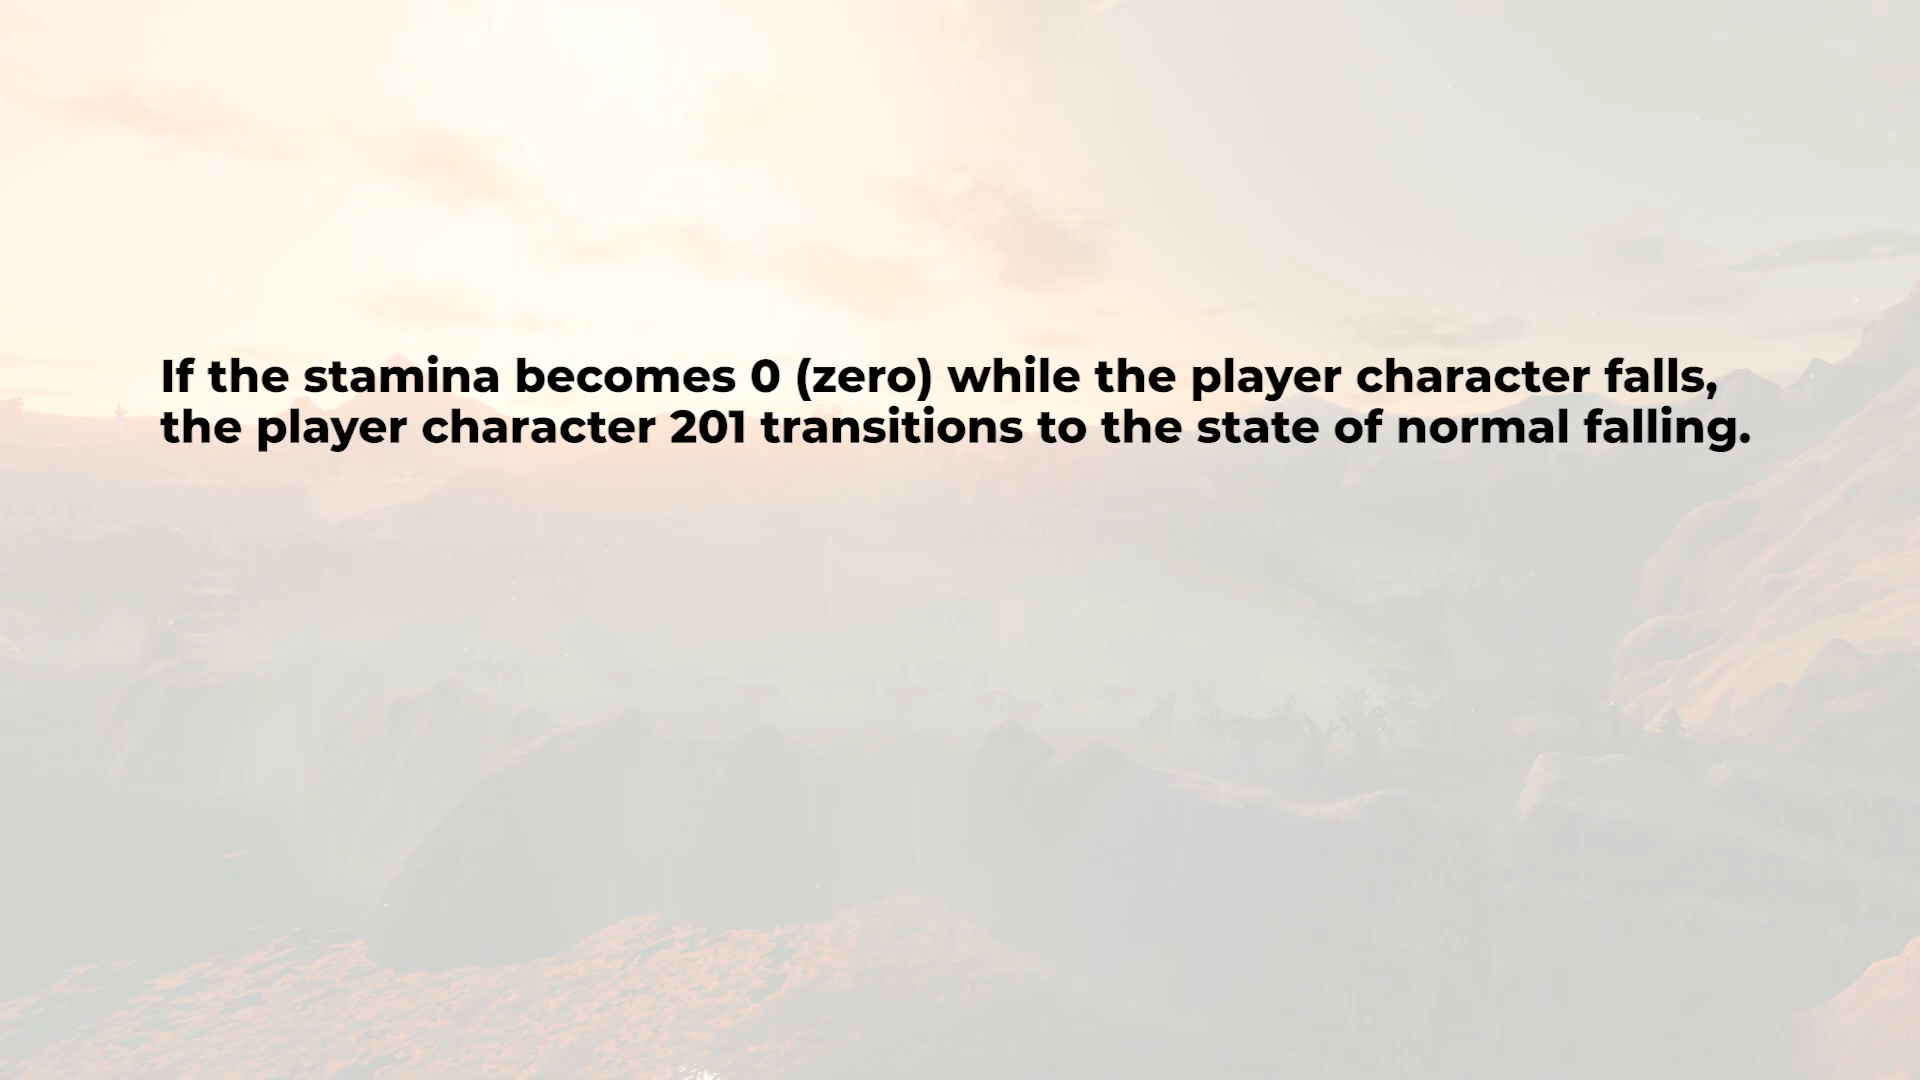 If the stamina becomes 0 (zero) while the player character falls,
the player character 201 transitions to the state of normal falling.